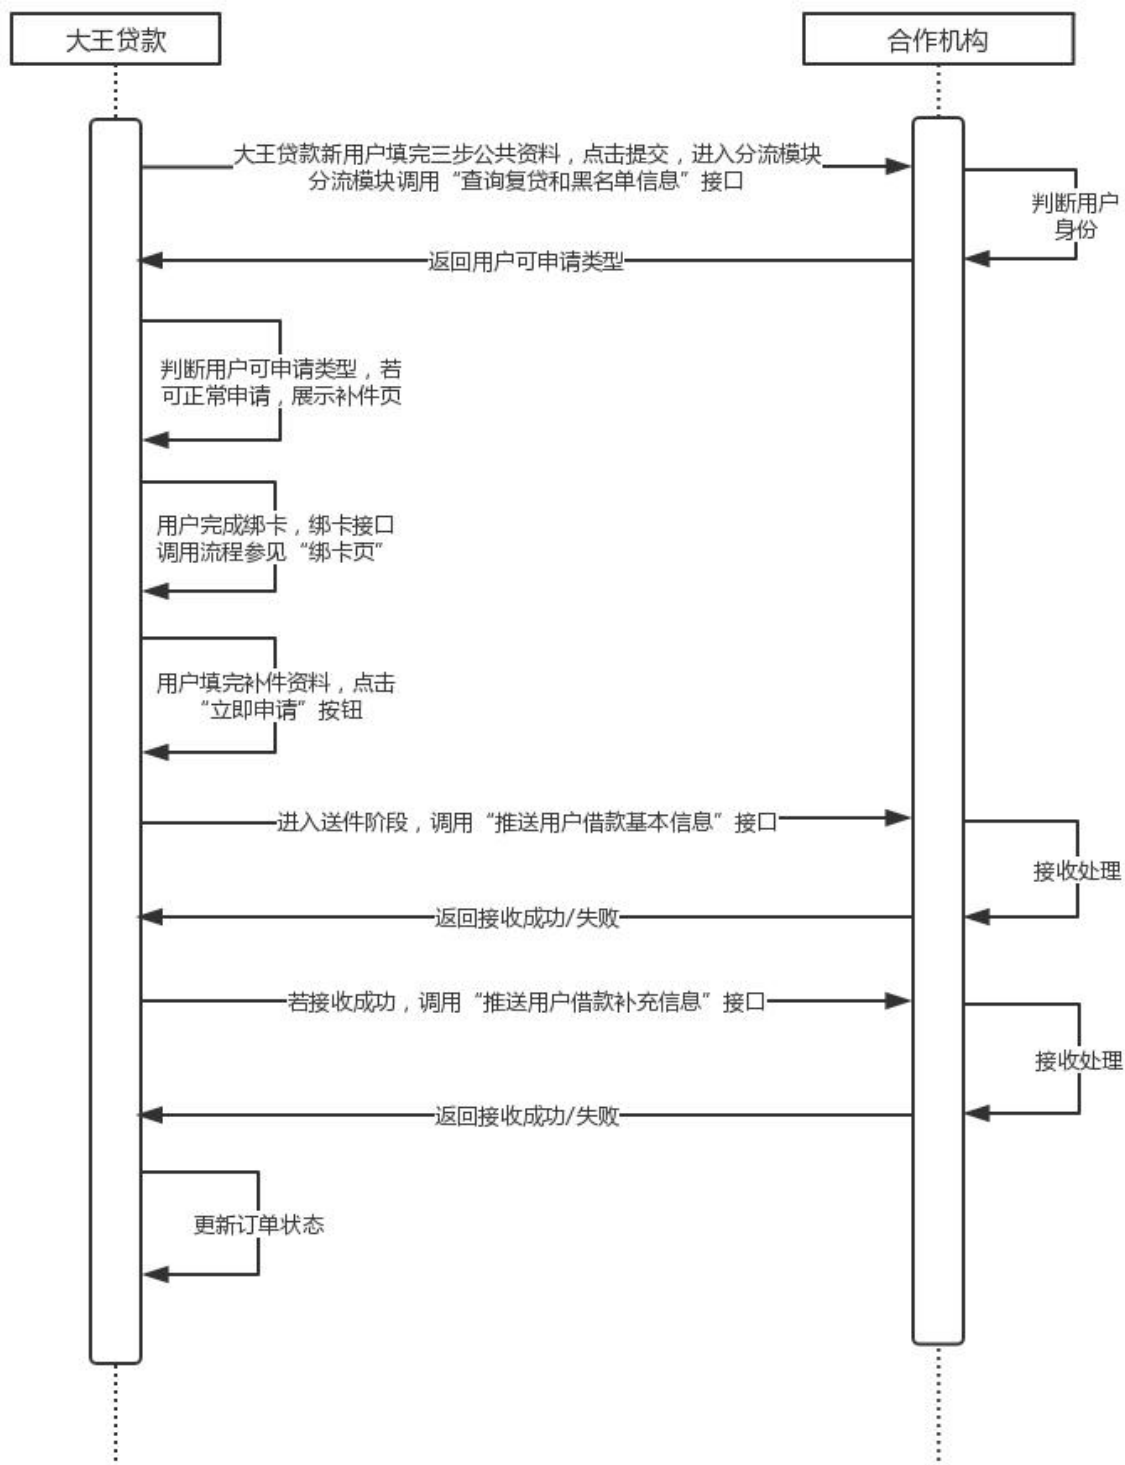 大王贷款
合作机构
大王贷款新用户填完三步公共资料，点击提交，进入分流模块
分流模块调用“查询复贷和黑名单信息”接口
判断用户
身份
返回用户可申请类型
判断用户可申请类型，若
可正常申请，展示补件页
用户完成绑卡，绑卡接口
调用流程参见“绑卡页”
用户填完补件资料，点击
“立即申请”按钮
进入送件阶段，调用“推送用户借款基本信息”接口
接收处理
返回接收成功/失败
若接收成功，调用“推送用户借款补充信息”接口
接收处理
返回接收成功/失败
更新订单状态